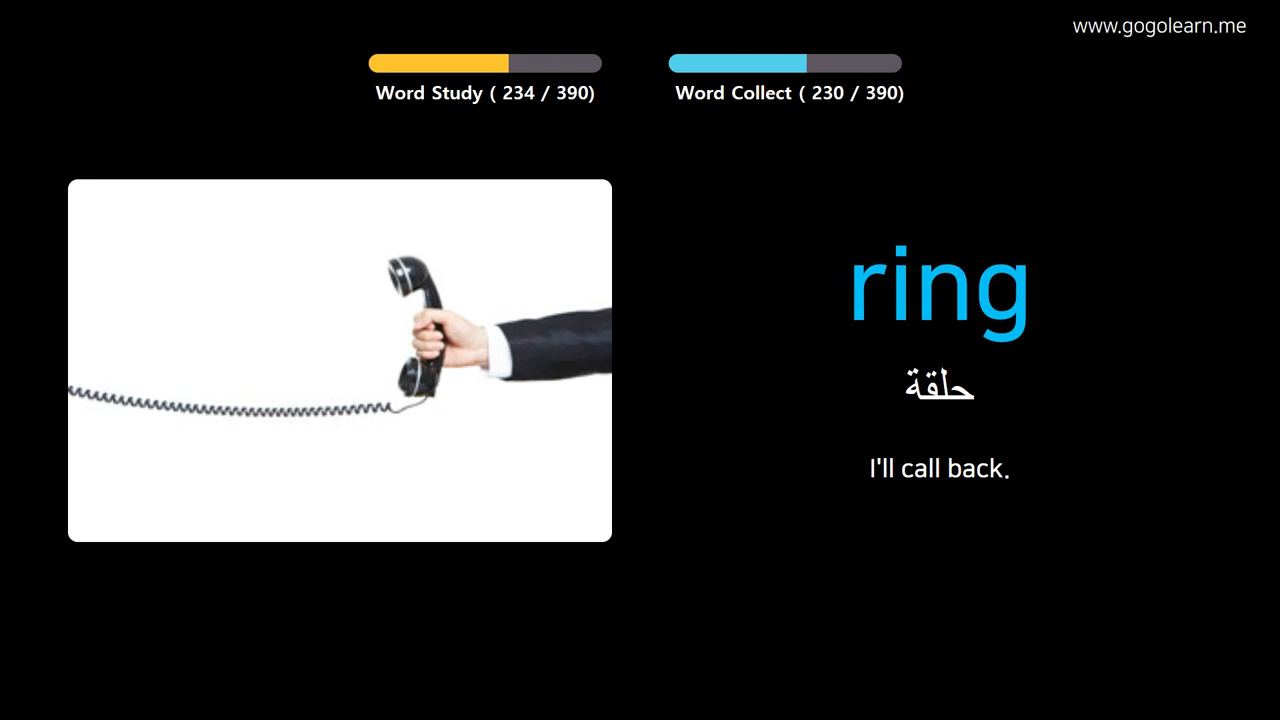 www.gogolearn.me
Word Study ( 234 / 390)
Word Collect ( 230 / 390)
ring
حلقة
I'll call back.